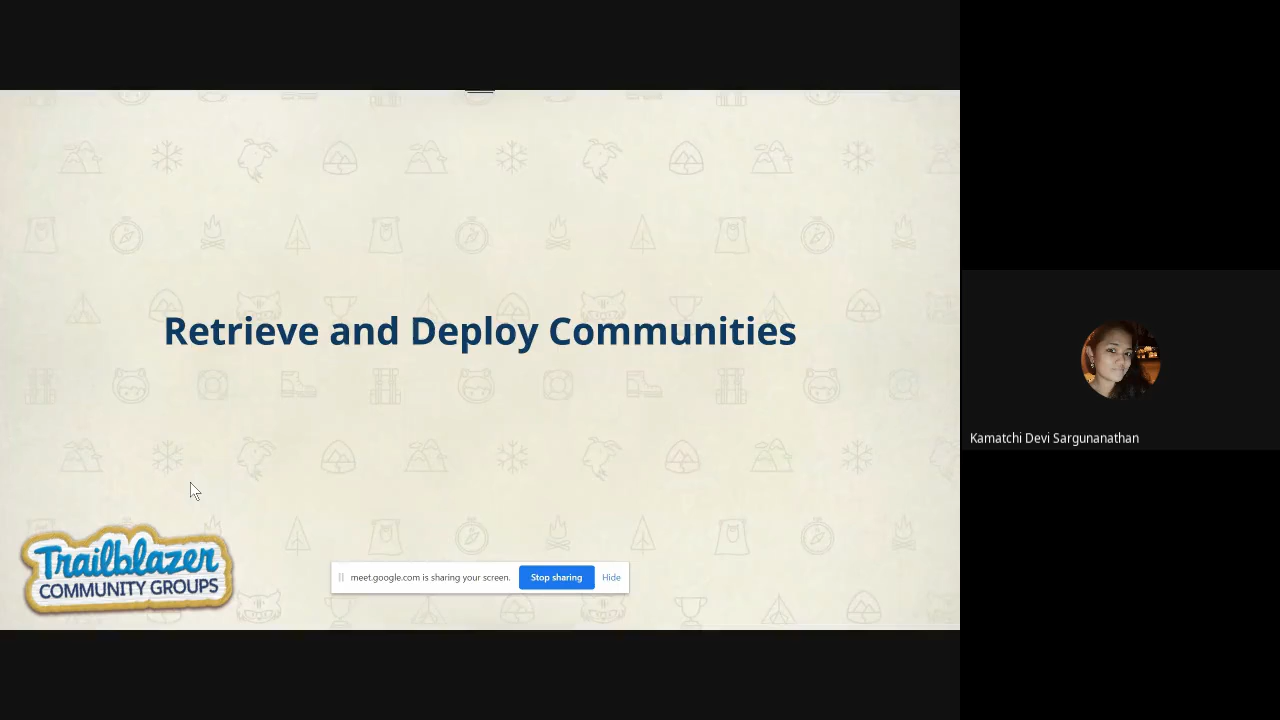 Retrieve and Deploy Communities
Kamatchi Devi Sargunanathan
Trailblazer
COMMUNITY GROUPS
meet.google.com is sharing your screen.
Stop sharing
Hide